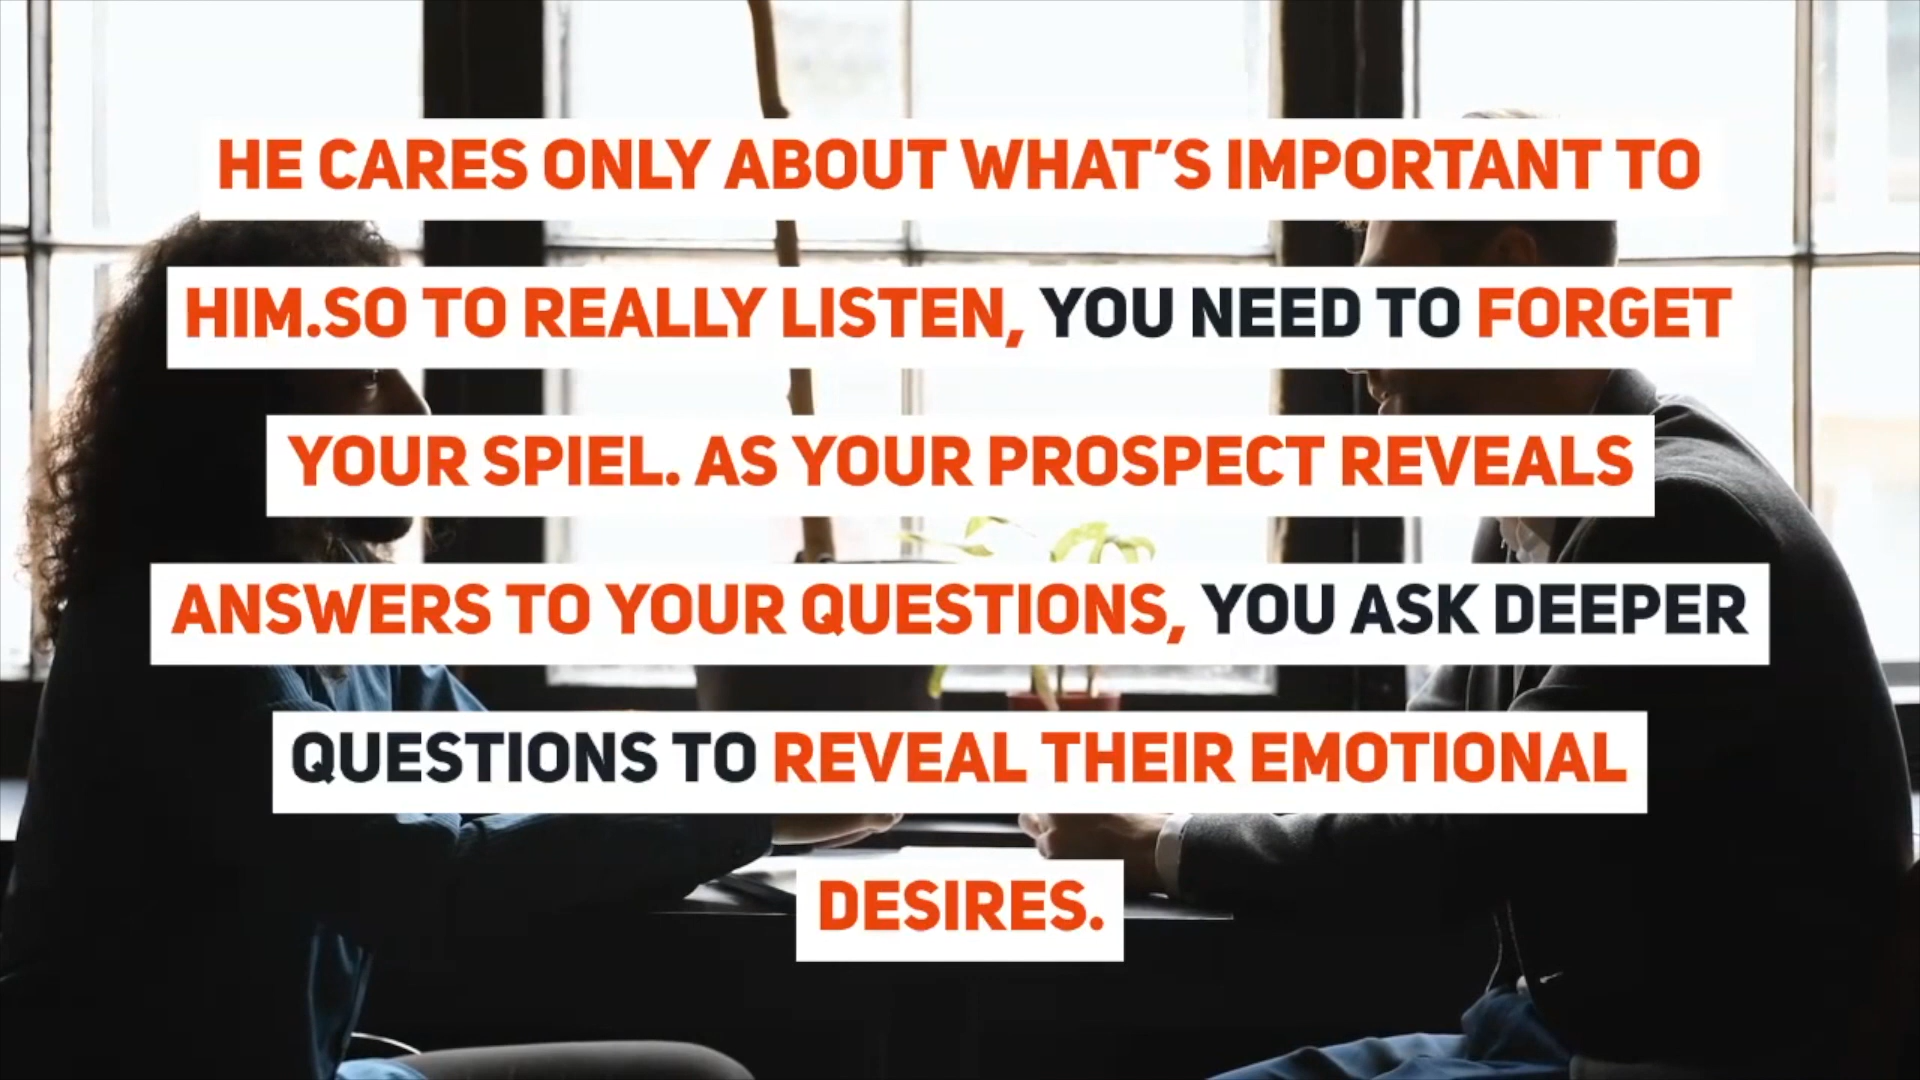 HE CARES ONLY ABOUT WHAT'S IMPORTANT TO
HIM.SO TO REALLY LISTEN, YOU NEED TO FORGET
YOUR SPIEL. AS YOUR PROSPECT REVEALS
ANSWERS TO YOUR QUESTIONS, YOU ASK DEEPER
QUESTIONS TO REVEAL THEIR EMOTIONAL
DESIRES.